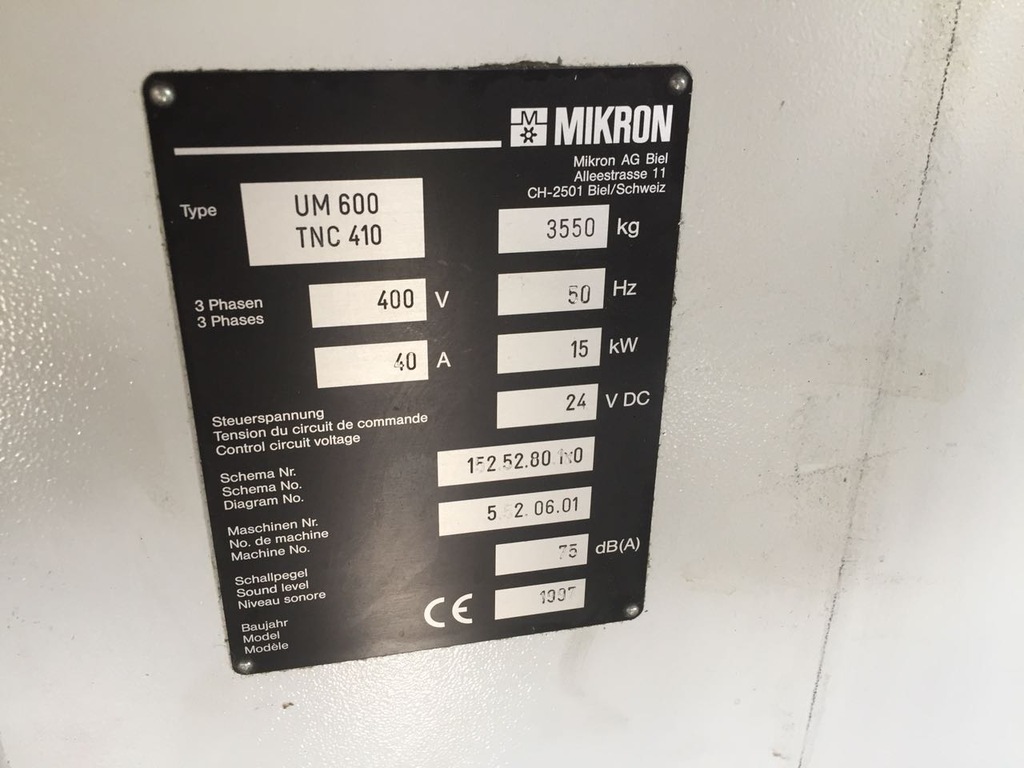 MIKRON
Mikron AG Biel
Alleestrasse 11
CH-2501 Biel/Schweiz
Type
UM 600
TNC 410
3550 kg
3 Phasen
3 Phases
400 V
50 Hz
40 A
15 kW
Steuerspannung
Tension du circuit de commande
Control circuit voltage
24 V DC
Schema Nr.
Schema No.
Diagram No.
Maschinen Nr.
No. de machine
Machine No.
Schallpegel
Sound level
Niveau sonore
75 dB(A)
Baujahr
Model
Modèle
CE
1997